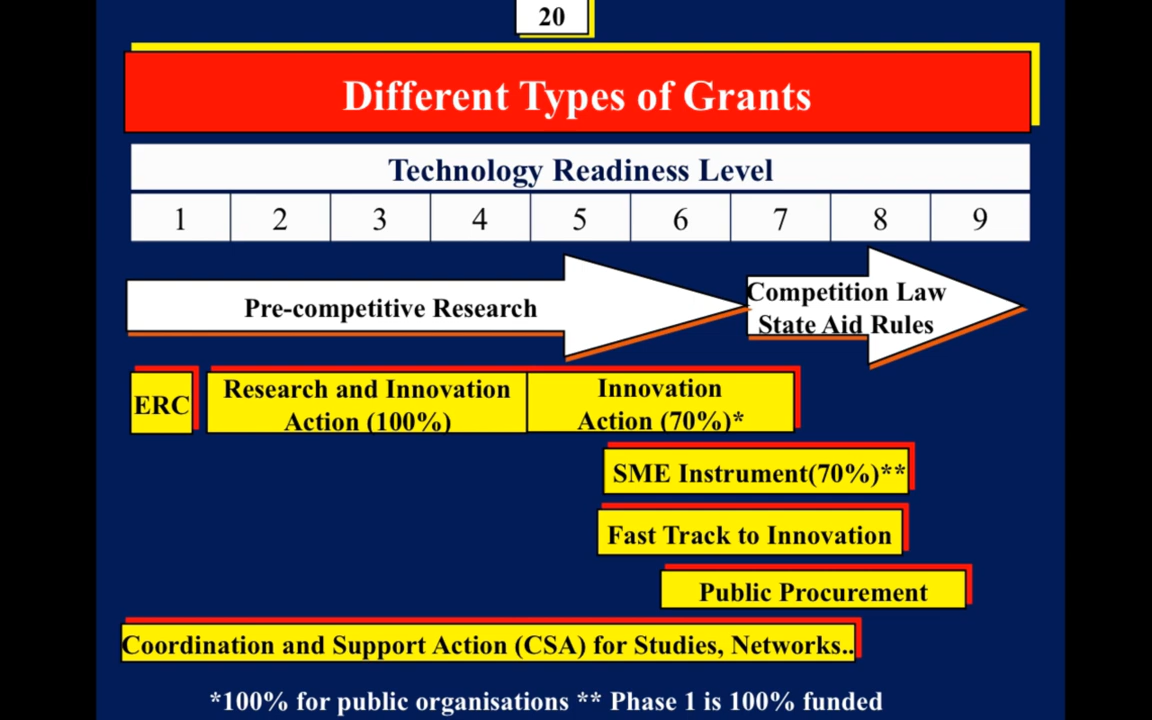 20
Different Types of Grants
Technology Readiness Level
1 2 3 4 5 6 7 8 9
Pre-competitive Research
Competition Law
State Aid Rules
ERC
Research and Innovation
Action (100%)
Innovation
Action (70%)*
SME Instrument(70%)**
Fast Track to Innovation
Public Procurement
Coordination and Support Action (CSA) for Studies, Networks..
*100% for public organisations ** Phase 1 is 100% funded